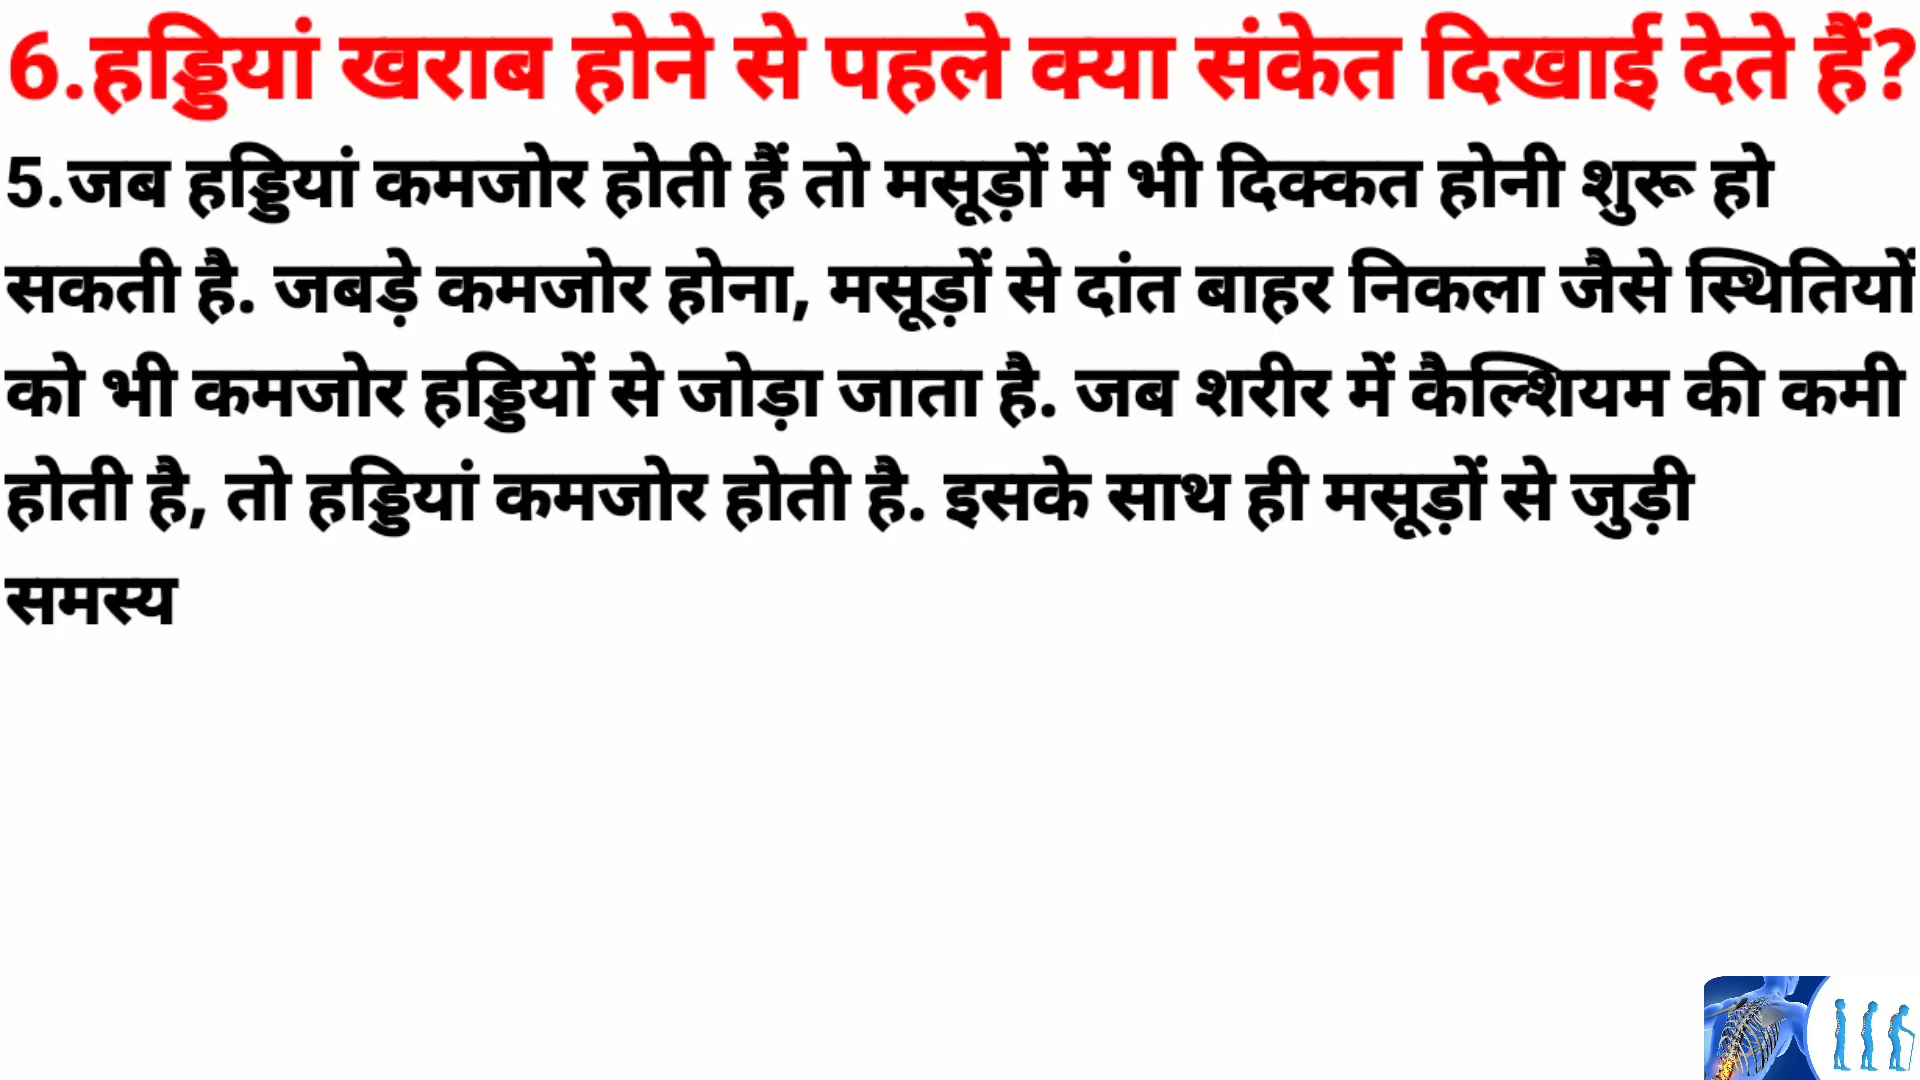 6.हड्डियां खराब होने से पहले क्या संकेत दिखाई देते हैं?
5.जब हड्डियां कमजोर होती हैं तो मसूड़ों में भी दिक्कत होनी शुरू हो
सकती है. जबड़े कमजोर होना, मसूड़ों से दांत बाहर निकला जैसे स्थितियों
को भी कमजोर हड्डियों से जोड़ा जाता है. जब शरीर में कैल्शियम की कमी
होती है, तो हड्डियां कमजोर होती है. इसके साथ ही मसूड़ों से जुड़ी
समस्य